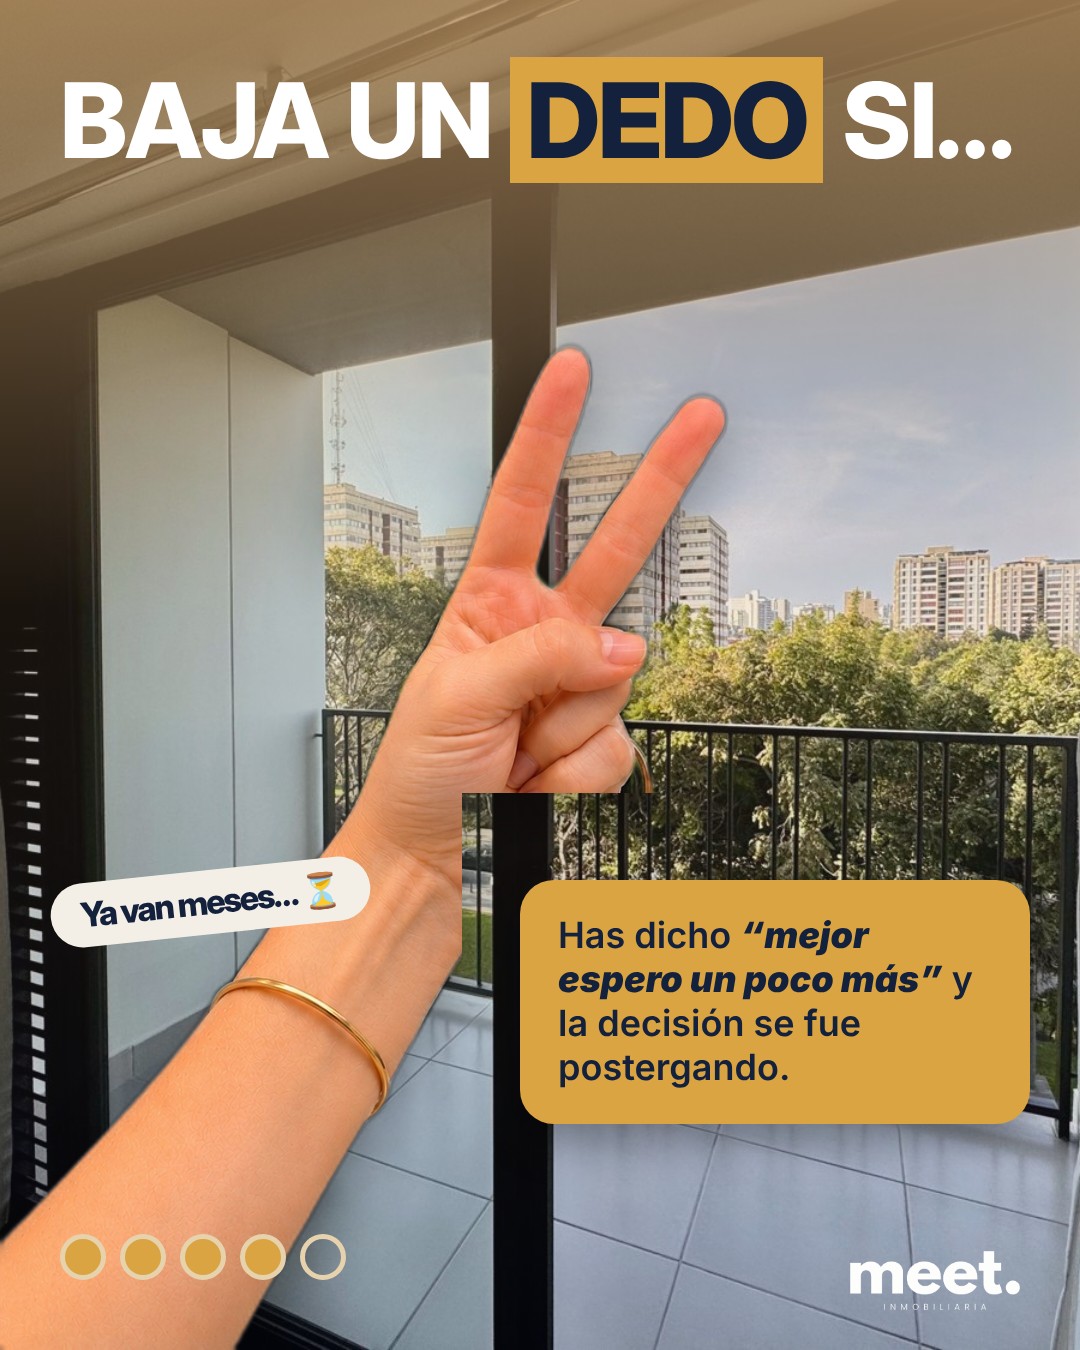 BAJA UN DEDO SI...
Ya van meses... ⏳
Has dicho “mejor
espero un poco más” y
la decisión se fue
postergando.
meet.
INMOBILIARIA